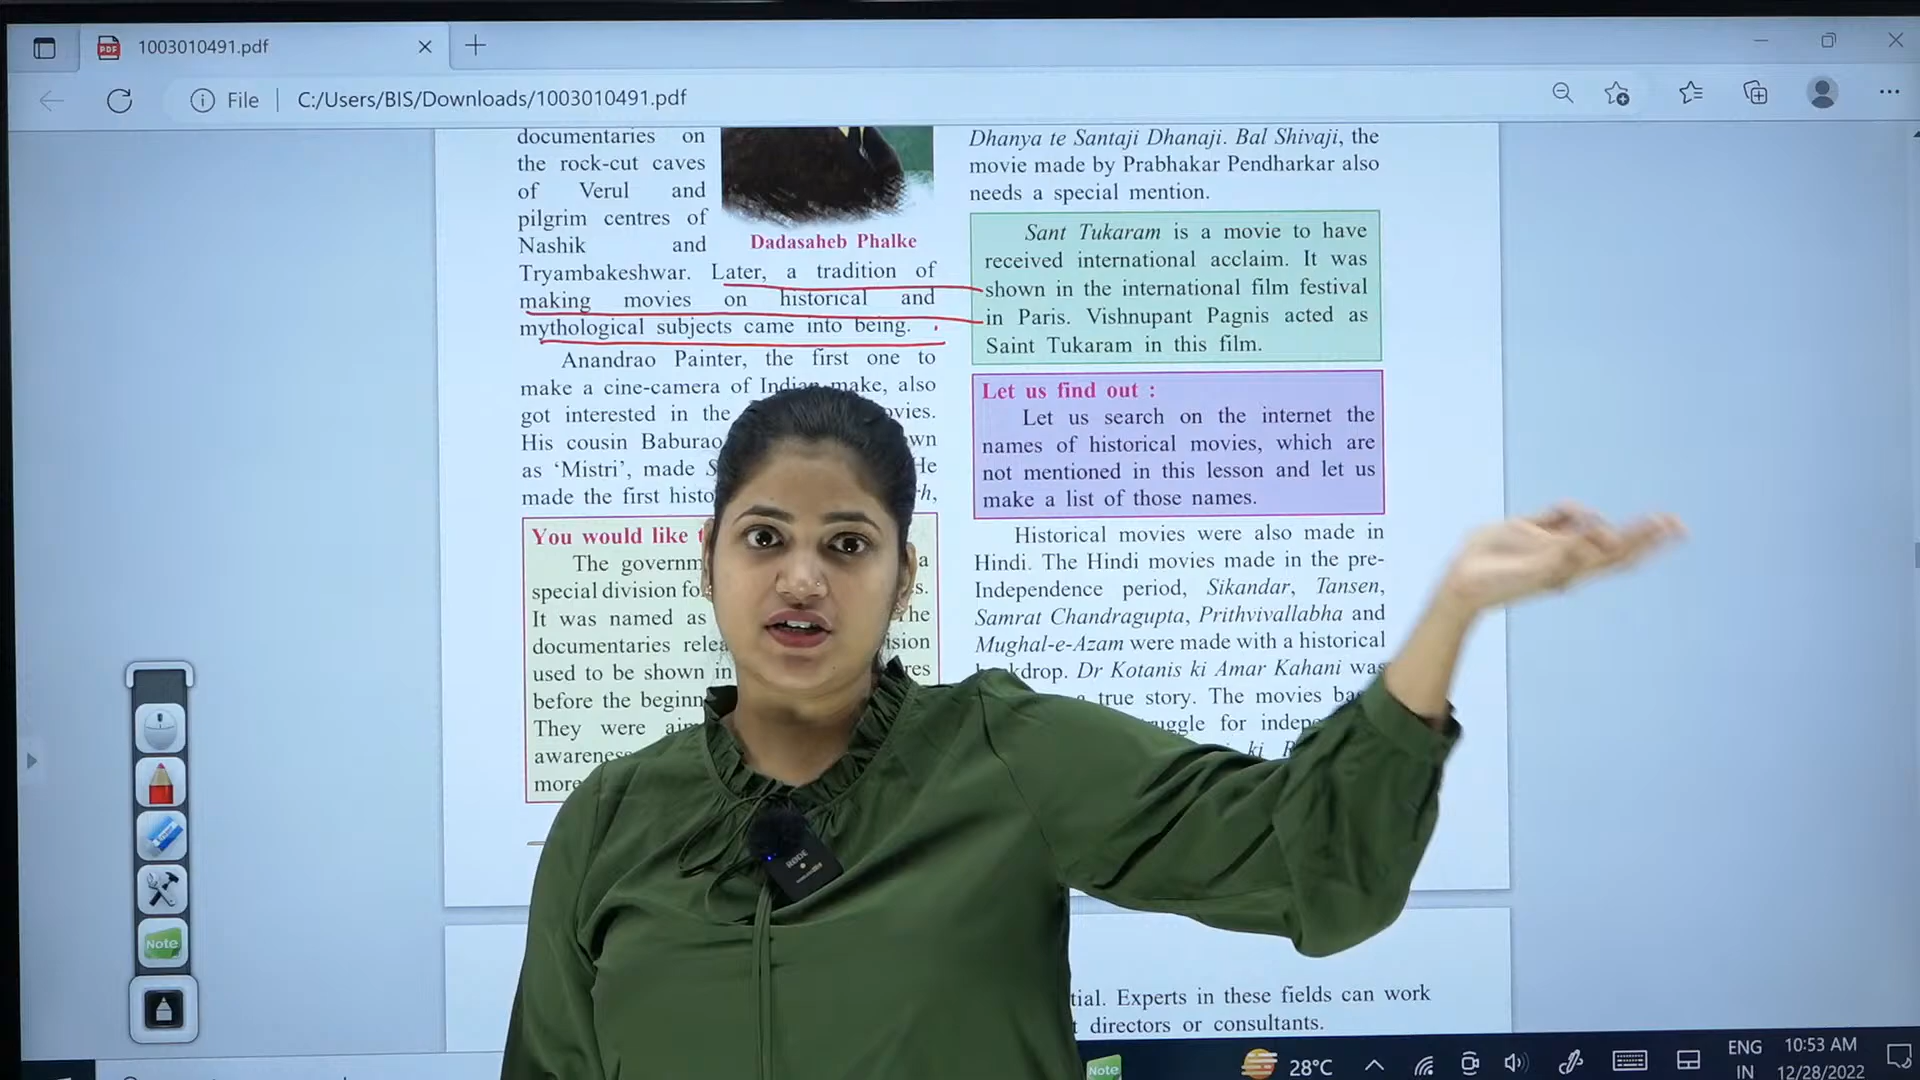 1003010491.pdf
File
C:/Users/BIS/Downloads/1003010491.pdf
documentaries on
the rock-cut caves
of Verul and
pilgrim centres of
Nashik and
Dadasaheb Phalke
Tryambakeshwar. Later, a tradition of
making movies on historical and
mythological subjects came into being.
Anandrao Painter, the first one to
make a cine-camera of Indian make, also
got interested in the
His cousin Baburao
as ‘Mistri’, made He
made the first
You would like
The
a
special division
It was named as
documentaries
used to be shown in
before the
They were
awareness
more
Dhanya te Santaji Dhanaji. Bal Shivaji, the
movie made by Prabhakar Pendharkar also
needs a special mention.
Sant Tukaram is a movie to have
received international acclaim. It was
shown in the international film festival
in Paris. Vishnupant Pagnis acted as
Saint Tukaram in this film.
Let us find out :
Let us search on the internet the
names of historical movies, which are
not mentioned in this lesson and let us
make a list of those names.
Historical movies were also made in
Hindi. The Hindi movies made in the pre-
Independence period, Sikandar, Tansen,
Samrat Chandragupta, Prithvivallabha and
Mughal-e-Azam were made with a historical
Dr Kotanis ki Amar Kahani was
a true story. The movies
for
ki
Experts in these fields can work
directors or consultants.
Note
RODE
Note
28°C
ENG
IN
10:53 AM
12/28/2022